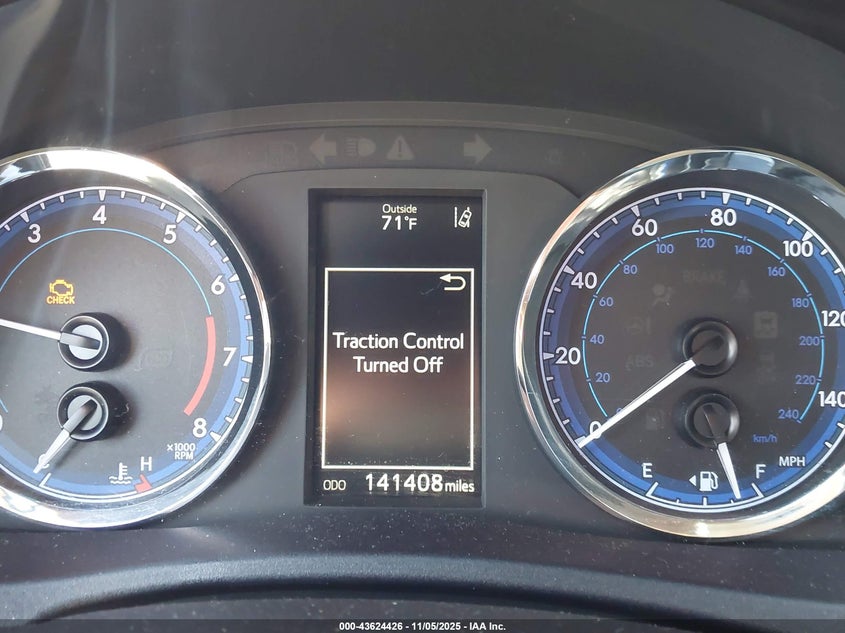 Outside
71°F
Traction Control
Turned Off
ODO 141408 miles
3 4 5 6 7 8
x1000
RPM
CHECK
C H
0 20 40 60 80 100 120 140
MPH
20 40 60 80 100 120 140 160 180 200 220 240
km/h
BRAKE
ABS
E F
000-43624426 - 11/05/2025 - IAA Inc.